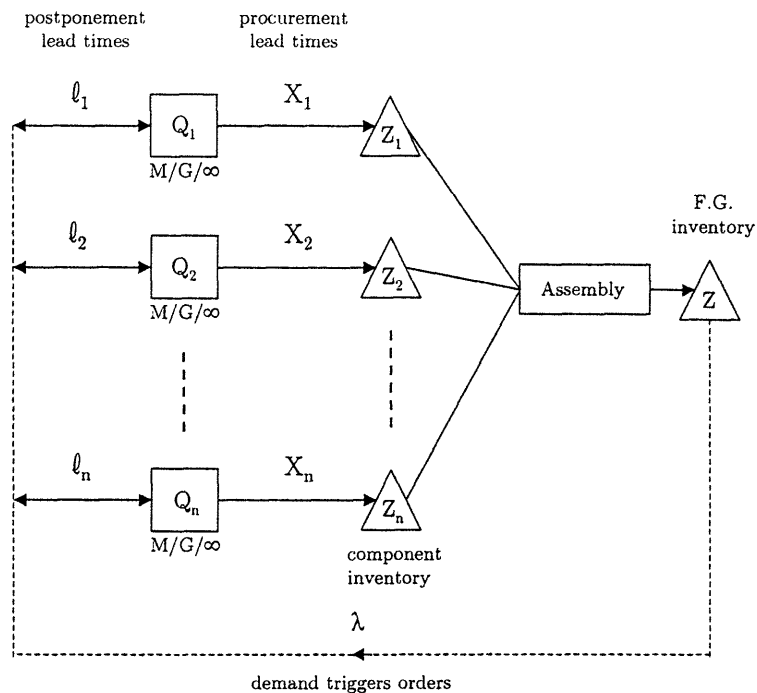 postponement
lead times
procurement
lead times
ℓ₁
Q₁
X₁
Z₁
M/G/∞
F.G.
inventory
ℓ₂
Q₂
X₂
Z₂
M/G/∞
Assembly
Z
ℓₙ
Qₙ
Xₙ
Zₙ
M/G/∞
component
inventory
λ
demand triggers orders